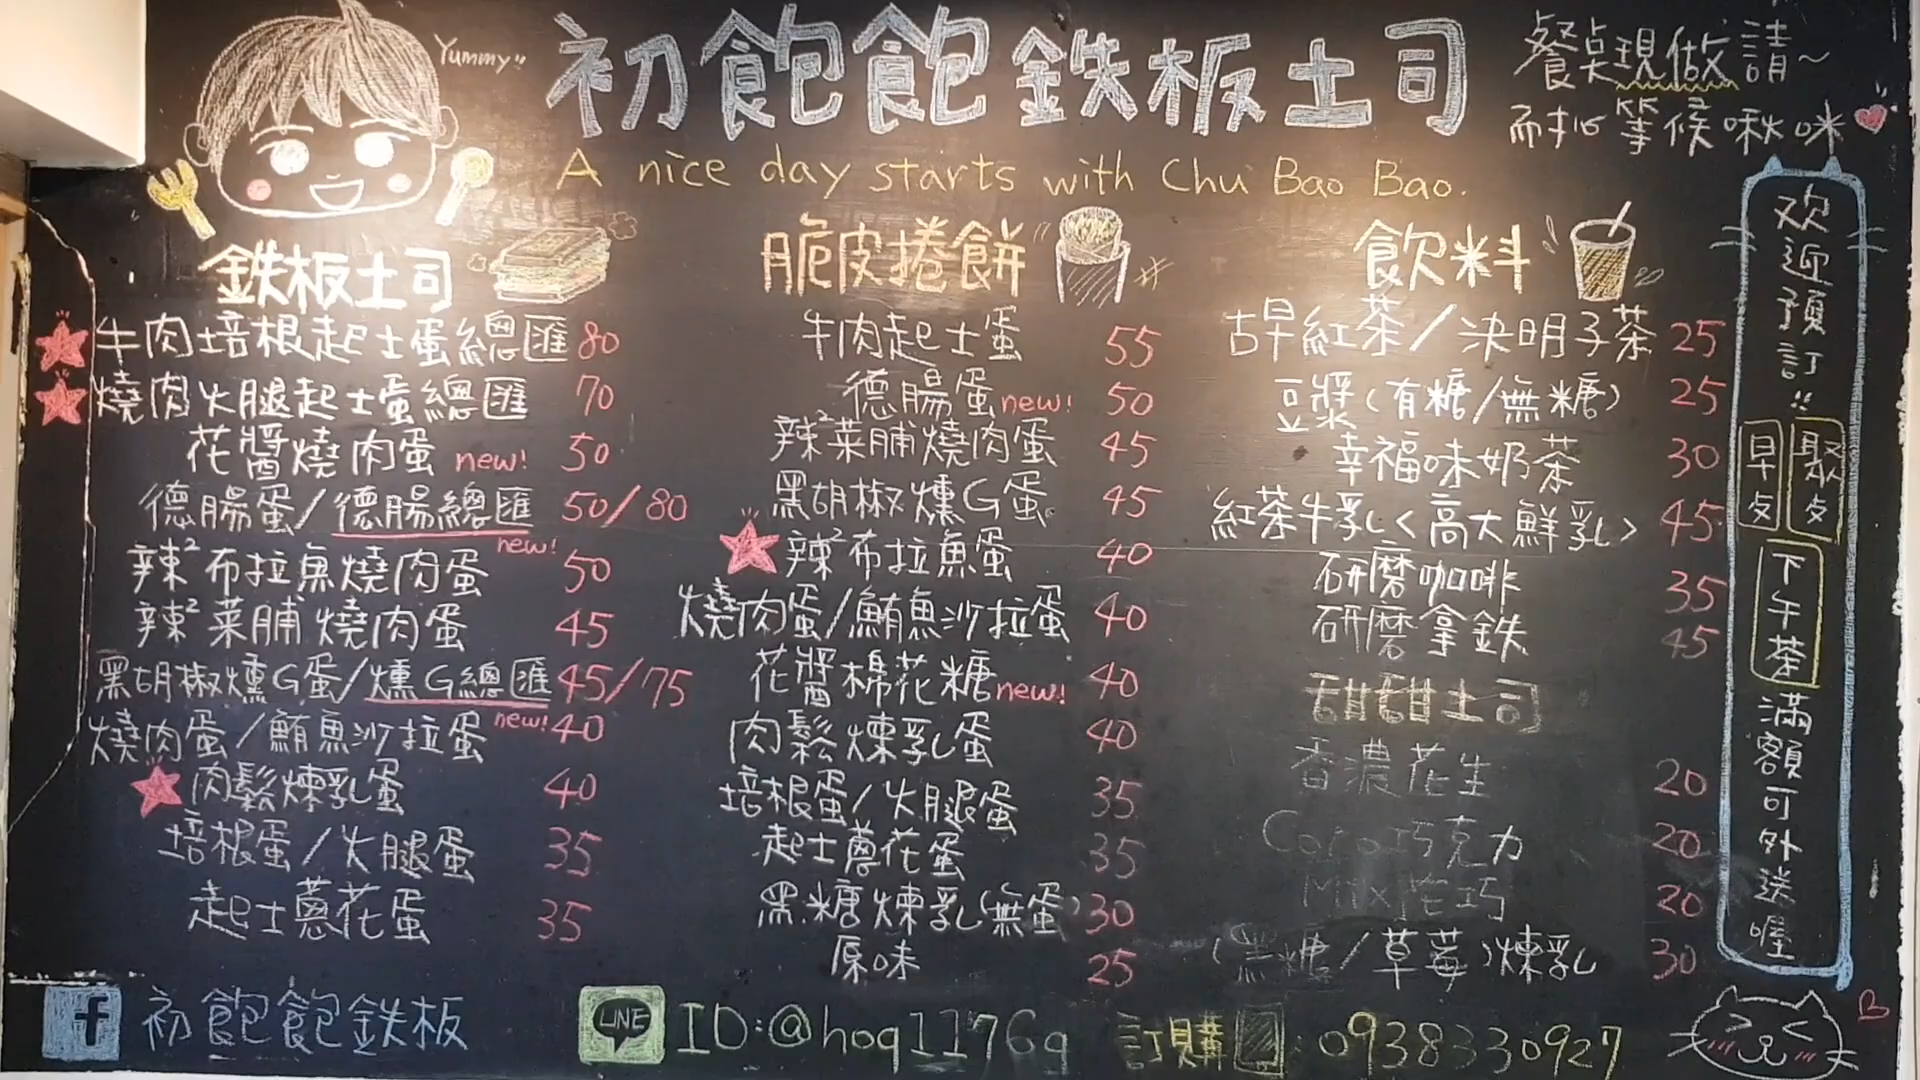 Yummy!!
初飽飽鉄板土司
A nice day starts with Chu Bao Bao.
餐桌現做請~
耐心等候啾咪
鉄板土司
牛肉培根起士蛋總匯 80
燒肉火腿起士蛋總匯 70
花醬燒肉蛋 new! 50
德腸蛋/德腸總匯 50/80
new!
辣²布拉魚燒肉蛋 50
辣²菜脯燒肉蛋 45
黑胡椒燻G蛋/燻G總匯 45/75
new!
燒肉蛋/鮪魚沙拉蛋 40
肉鬆煉乳蛋 40
培根蛋/火腿蛋 35
起士蔥花蛋 35
脆皮捲餅
牛肉起士蛋 55
德腸蛋 new! 50
辣²菜脯燒肉蛋 45
黑胡椒燻G蛋 45
辣²布拉魚蛋 40
燒肉蛋/鮪魚沙拉蛋 40
花醬棉花糖 new! 40
肉鬆煉乳蛋 40
培根蛋/火腿蛋 35
起士蔥花蛋 35
黑糖煉乳(無蛋) 30
原味 25
飲料
古早紅茶/決明子茶 25
豆漿(有糖/無糖) 25
幸福味奶茶 30
紅茶牛乳<高大鮮乳> 45
研磨咖啡 35
研磨拿鉄 45
甜甜土司
香濃花生 20
Coco巧克力 20
Mix花巧 20
(黑糖/草莓)煉乳 30
欢迎預訂!!
早攵
聚攵
下午茶
滿額可外送喔
f 初飽飽鉄板
LINE ID:@hoq1176q
訂購 : 0938330927